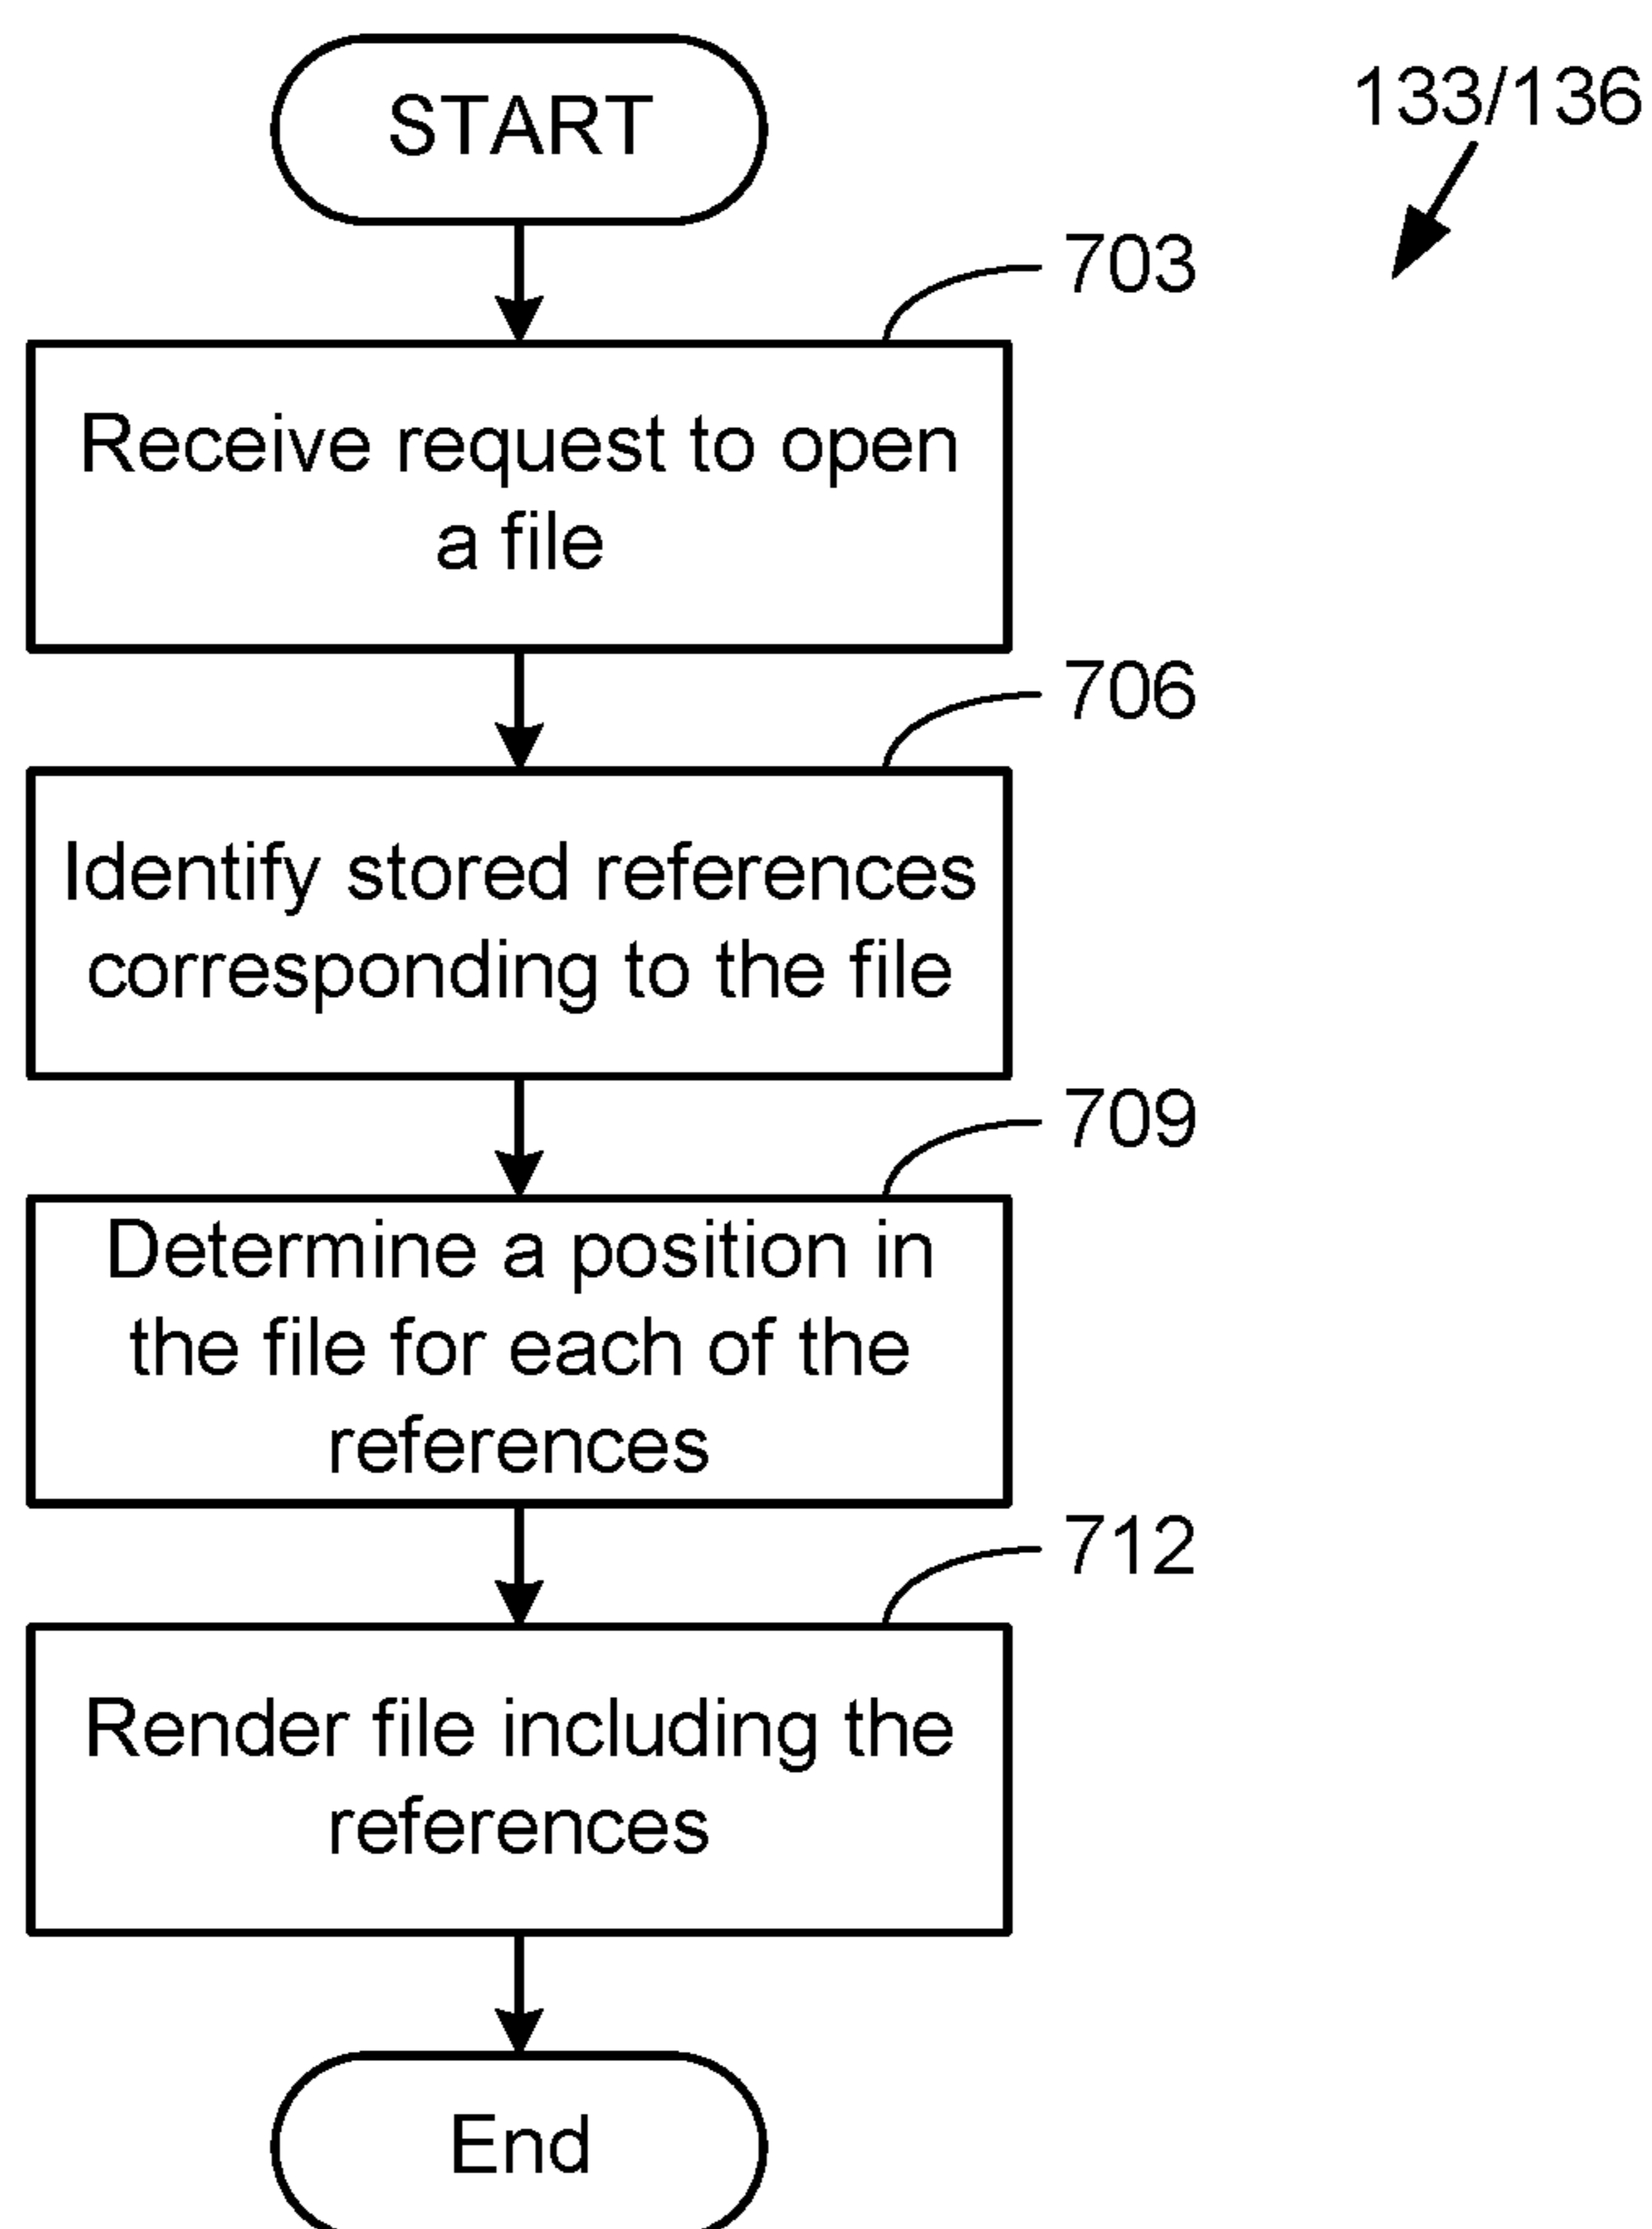 START
133/136
703
Receive request to open
a file
706
Identify stored references
corresponding to the file
709
Determine a position in
the file for each of the
references
712
Render file including the
references
End